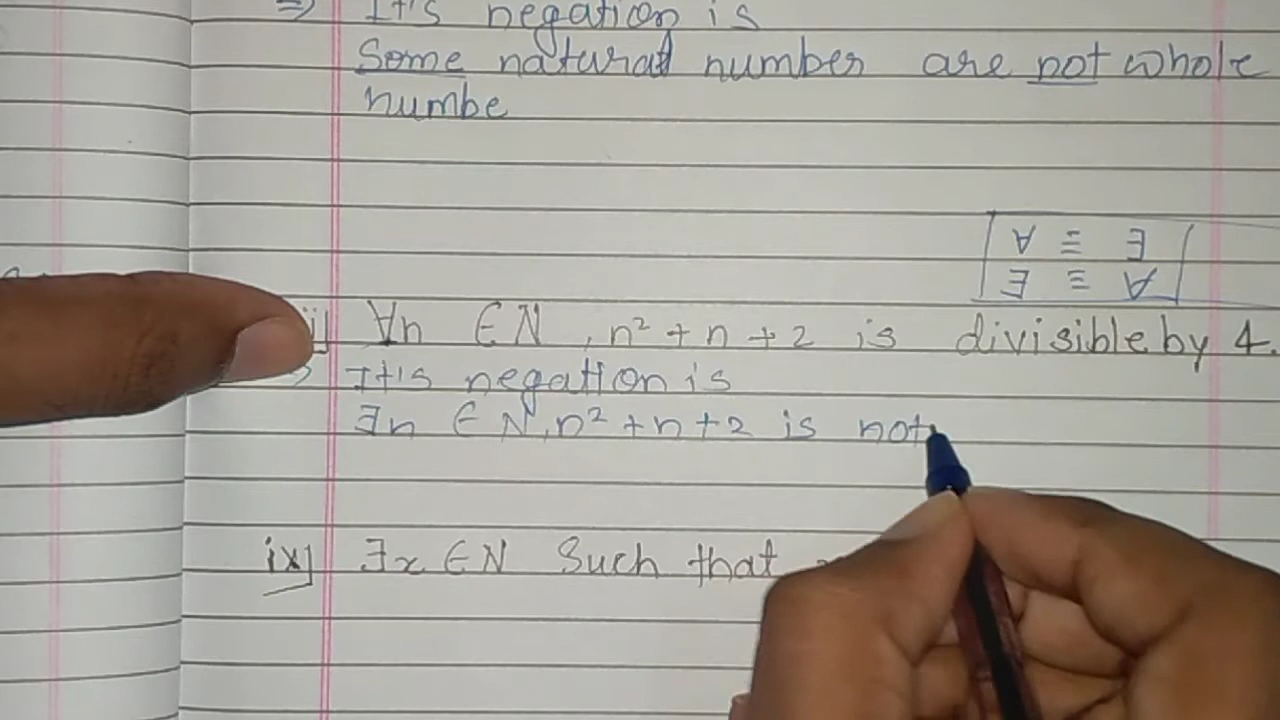 ⇒ It's negation is
Some natural number are not whole
numbe
∀ ≡ ∃
∃ ≡ ∀
ii] ∀n ∈ N , n² + n + 2 is divisible by 4.
It's negation is
∃n ∈ N, n² + n + 2 is not
ix] ∃x ∈ N Such that